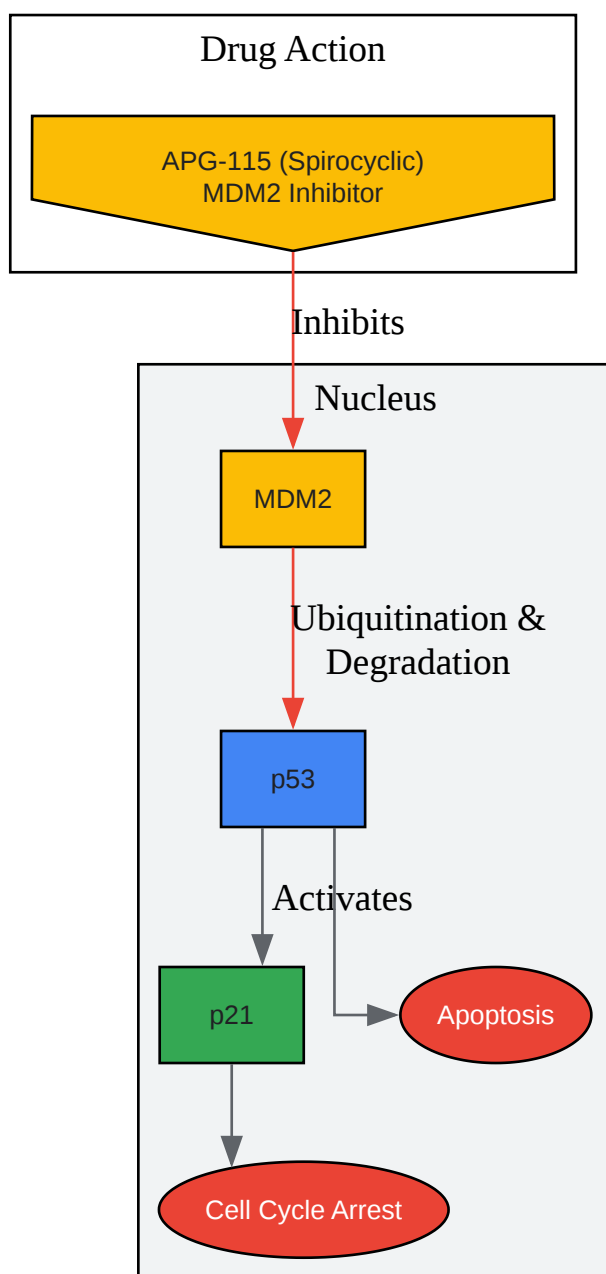 Drug Action
APG-115 (Spirocyclic)
MDM2 Inhibitor
Inhibits
Nucleus
MDM2
Ubiquitination &
Degradation
p53
Activates
p21
Apoptosis
Cell Cycle Arrest